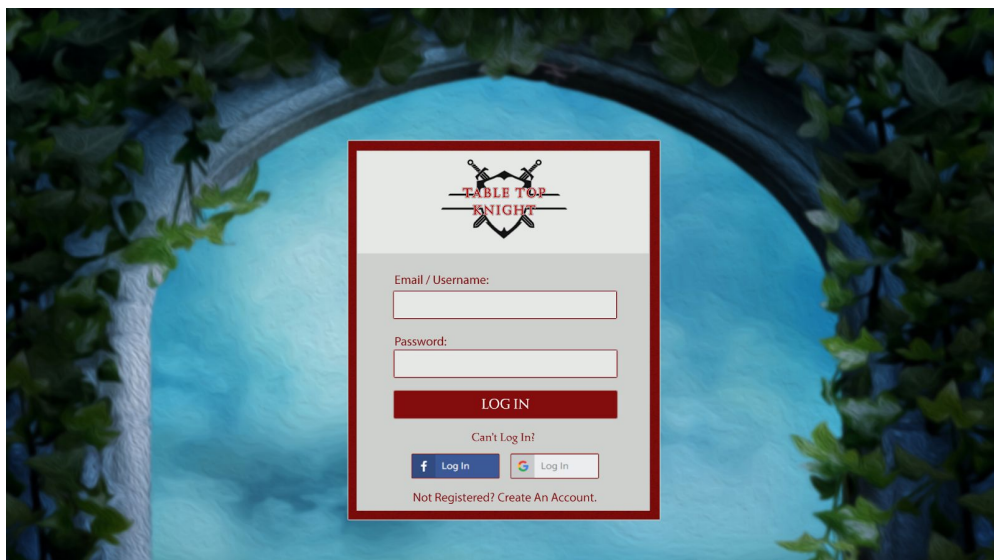 TABLE TOP
KNIGHT
Email / Username:
Password:
LOG IN
Can't Log In?
f Log In
G Log In
Not Registered? Create An Account.